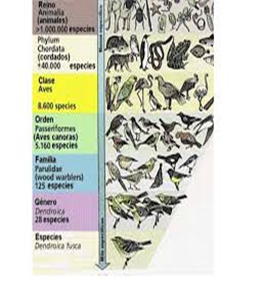 Reino
Animalia
(animales)
>1.000.000 especies
Phylum
Chordata
(cordados)
+40.000 especies
Clase
Aves
8.600 species
Orden
Passeriformes
(Aves canoras)
5.160 especies
Familia
Parulidae
(wood warblers)
125 especies
Género
Dendroica
28 especies
Especies
Dendroica fusca